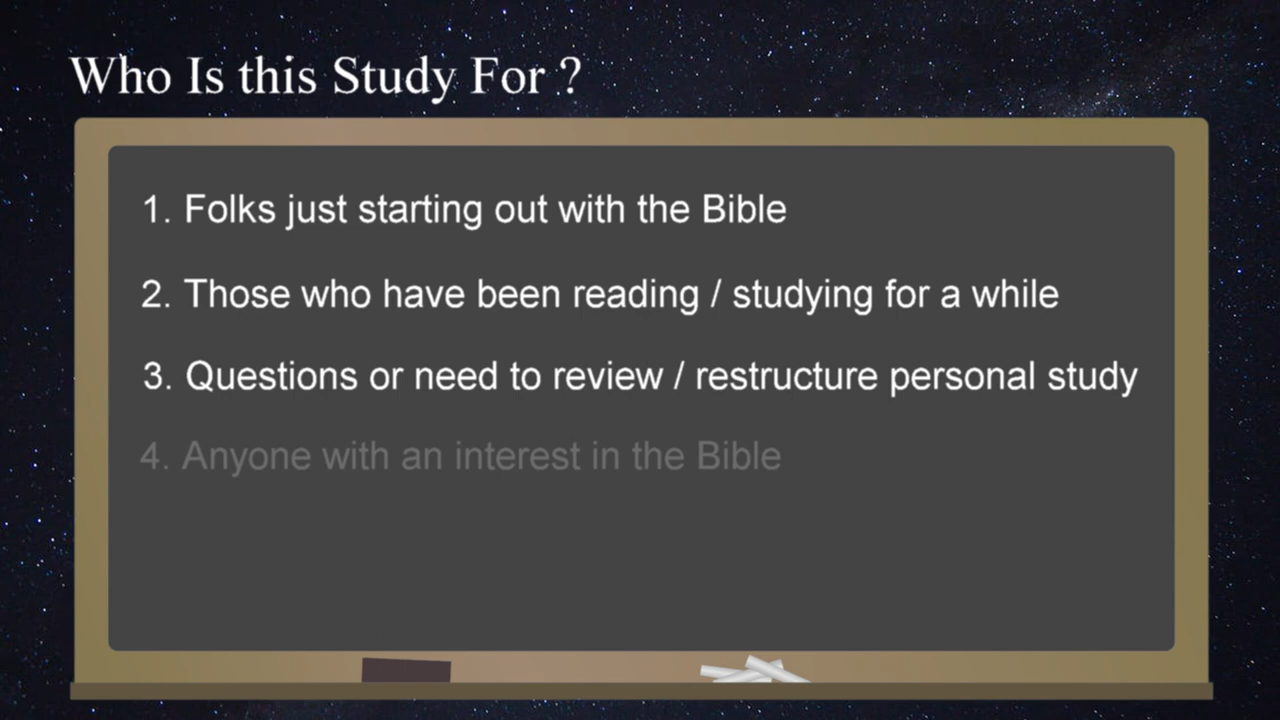 Who Is this Study For ?
1. Folks just starting out with the Bible
2. Those who have been reading / studying for a while
3. Questions or need to review / restructure personal study
4. Anyone with an interest in the Bible